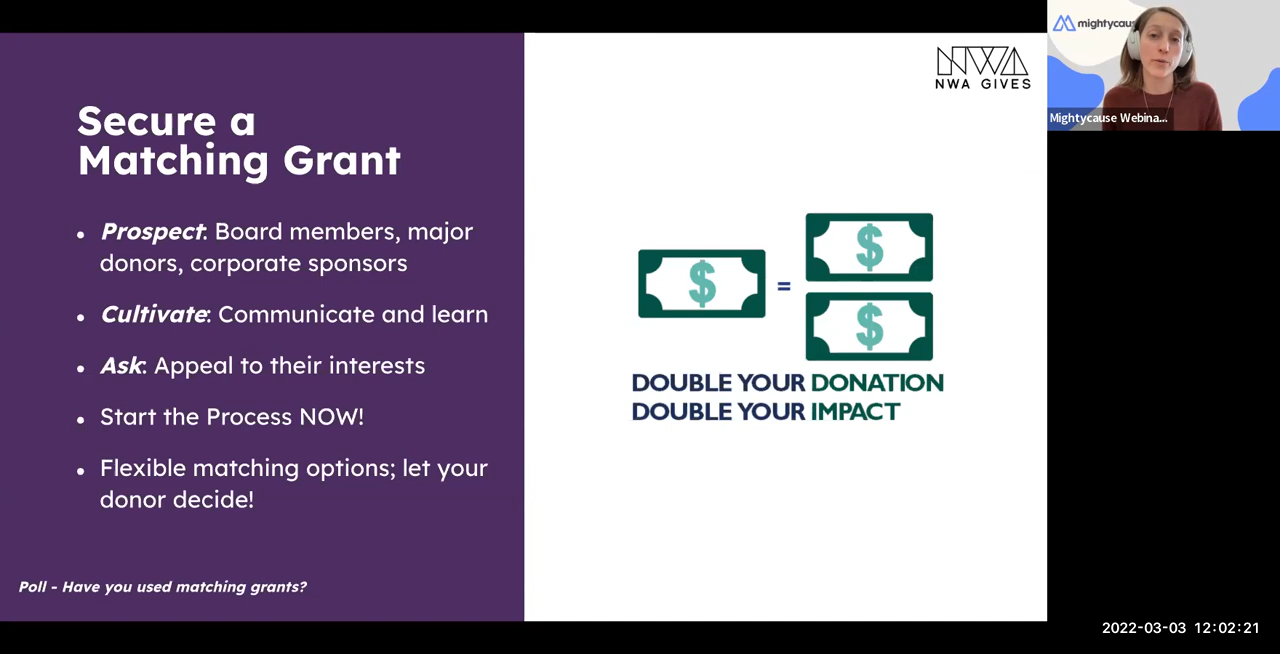 Secure a
Matching Grant
• Prospect: Board members, major
donors, corporate sponsors
• Cultivate: Communicate and learn
• Ask: Appeal to their interests
• Start the Process NOW!
• Flexible matching options; let your
donor decide!
Poll - Have you used matching grants?
NWA
NWA GIVES
$
=
$
$
DOUBLE YOUR DONATION
DOUBLE YOUR IMPACT
mightycaus
Mightycause Webina...
2022-03-03 12:02:21